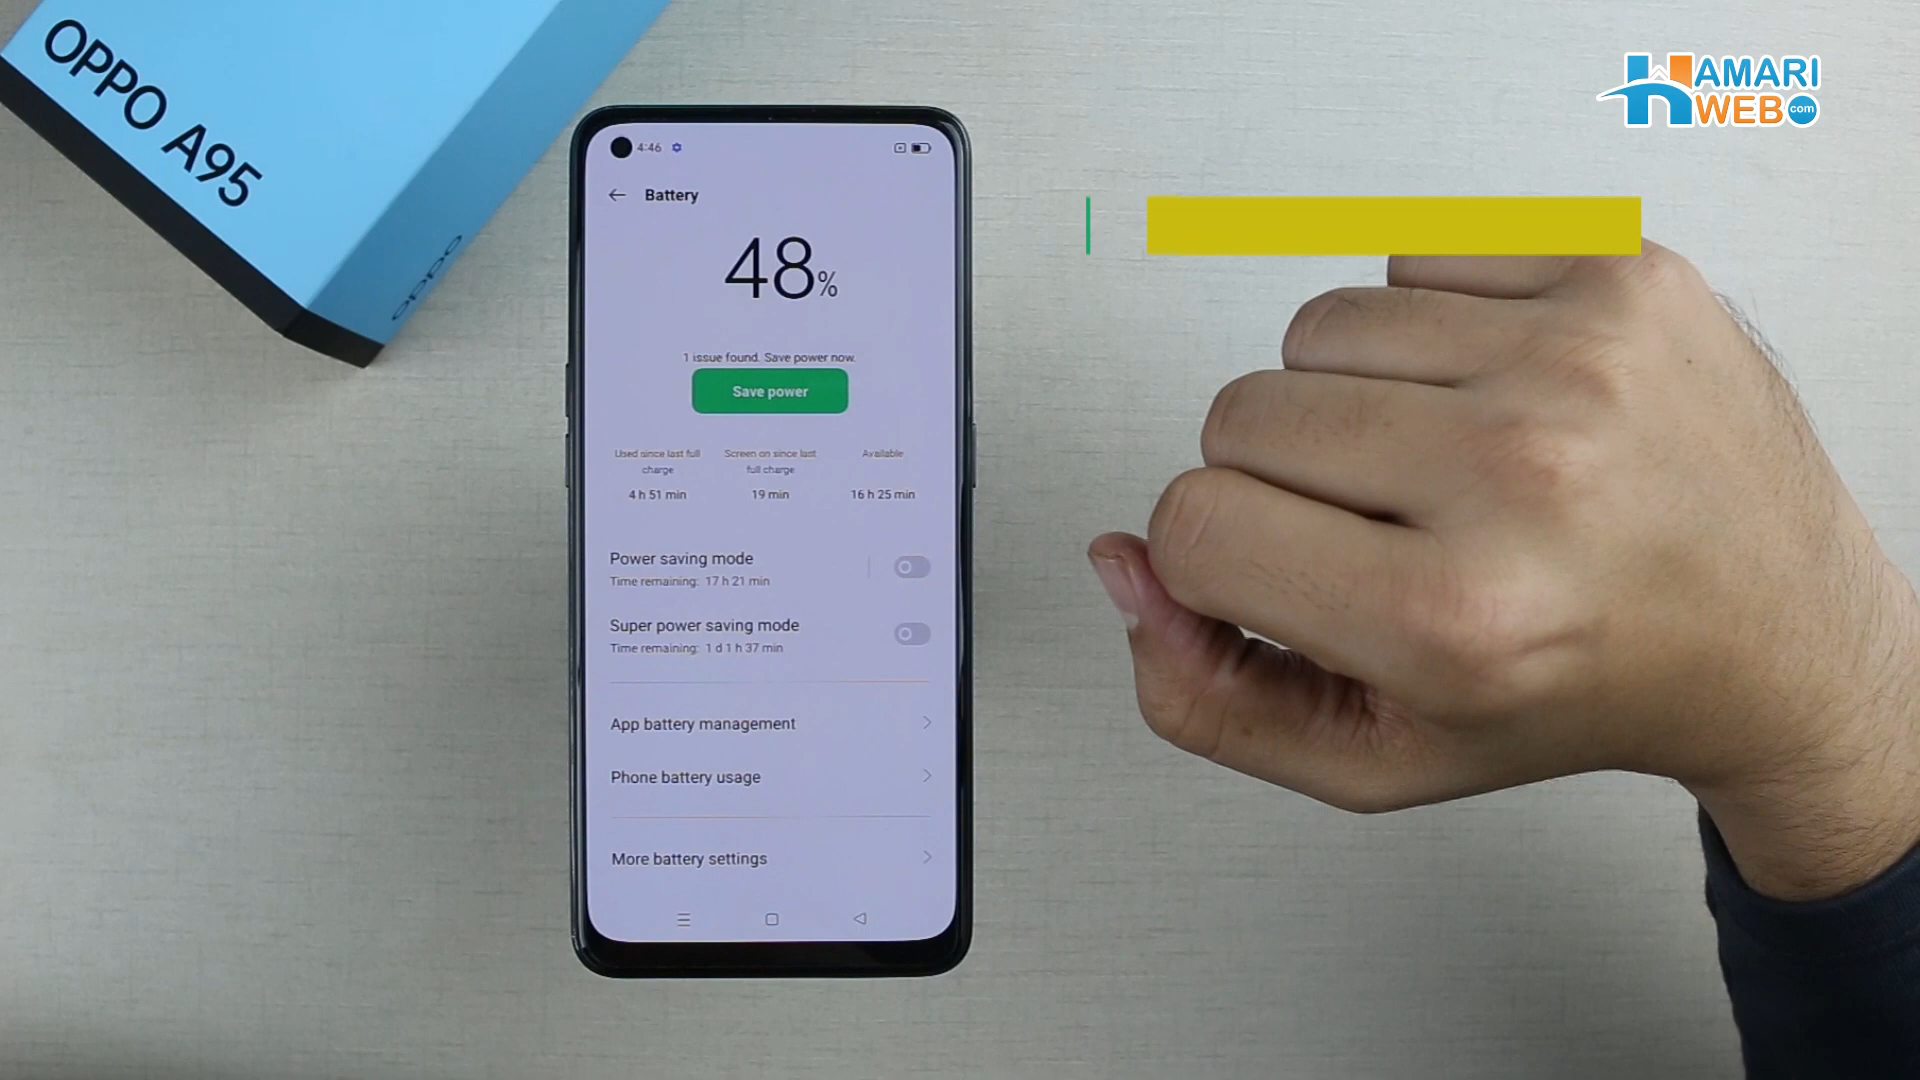 OPPO A95
oppo
HAMARI
WEB.com
4:46
Battery
48%
1 issue found. Save power now.
Save power
Used since last full charge
Screen on since last full charge
Available
4 h 51 min
19 min
16 h 25 min
Power saving mode
Time remaining: 17 h 21 min
Super power saving mode
Time remaining: 1 d 1 h 37 min
App battery management
Phone battery usage
More battery settings